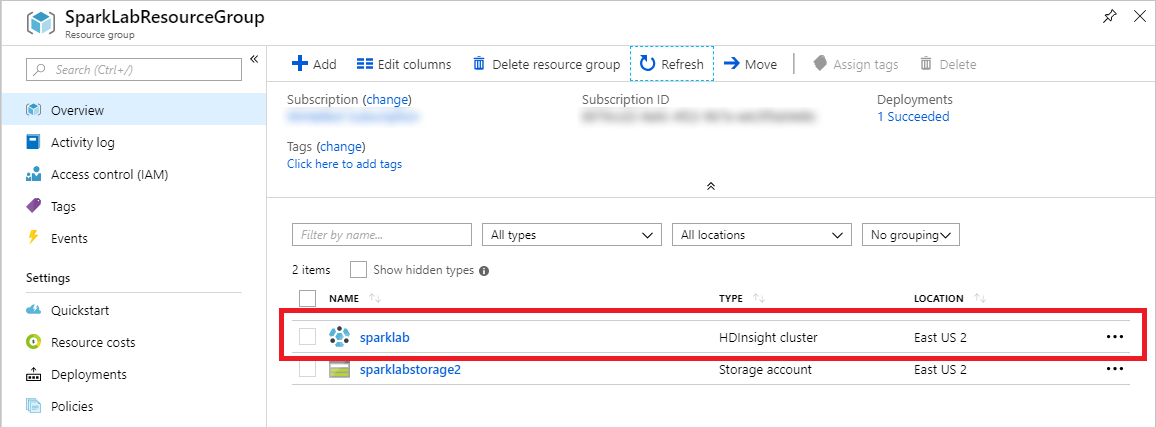 SparkLabResourceGroup
Resource group
Search (Ctrl+/)
«
Overview
Activity log
Access control (IAM)
Tags
Events
Settings
Quickstart
Resource costs
Deployments
Policies
Add Edit columns Delete resource group Refresh Move Assign tags Delete
Subscription (change) Subscription ID Deployments
1 Succeeded
Tags (change)
Click here to add tags
Filter by name... All types All locations No grouping
2 items Show hidden types
NAME TYPE LOCATION
sparklab HDInsight cluster East US 2 •••
sparklabstorage2 Storage account East US 2 •••